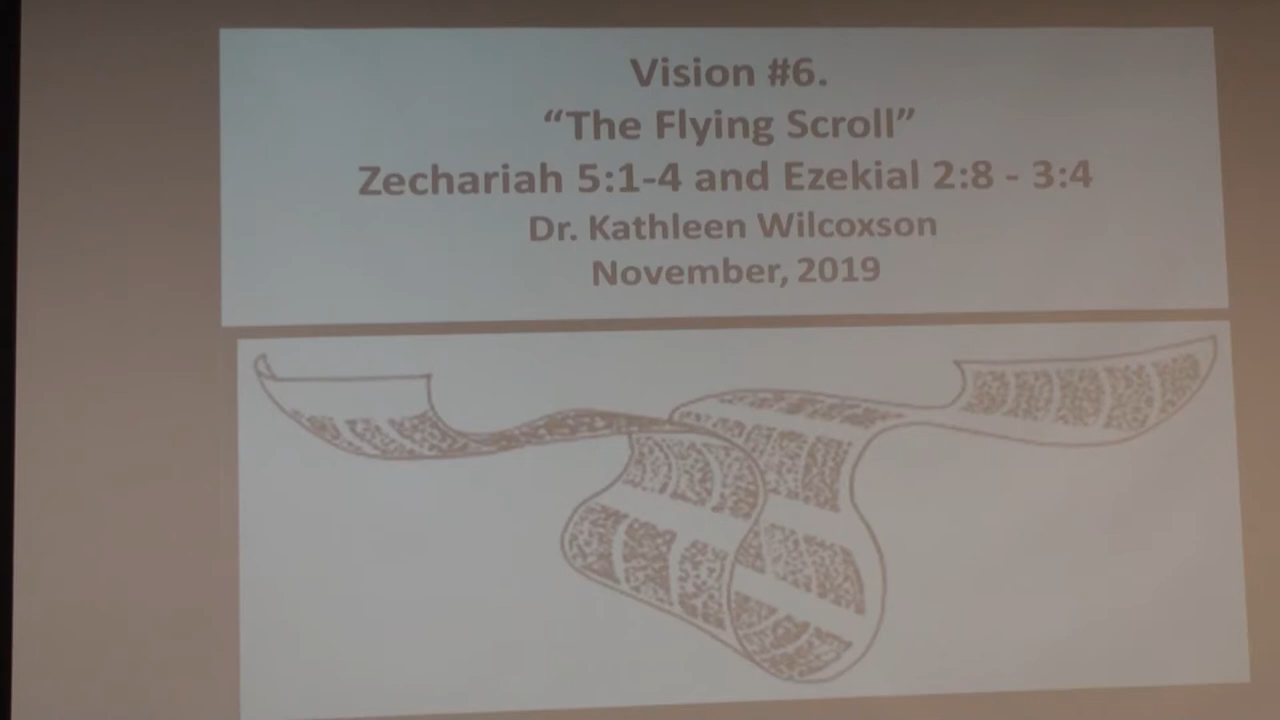 Vision #6.
“The Flying Scroll”
Zechariah 5:1-4 and Ezekial 2:8 - 3:4
Dr. Kathleen Wilcoxson
November, 2019